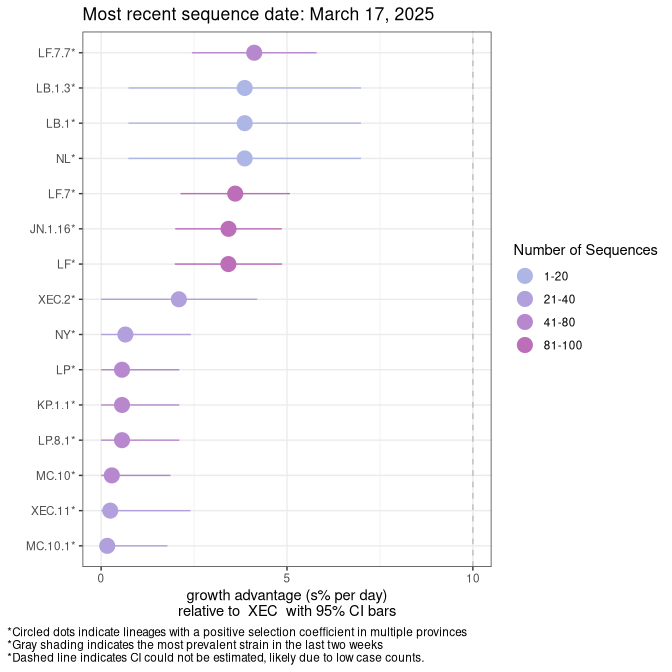 Most recent sequence date: March 17, 2025
LF.7.7*
LB.1.3*
LB.1*
NL*
LF.7*
JN.1.16*
LF*
XEC.2*
NY*
LP*
KP.1.1*
LP.8.1*
MC.10*
XEC.11*
MC.10.1*
0 5 10
growth advantage (s% per day)
relative to XEC with 95% CI bars
Number of Sequences
1-20
21-40
41-80
81-100
*Circled dots indicate lineages with a positive selection coefficient in multiple provinces
*Gray shading indicates the most prevalent strain in the last two weeks
*Dashed line indicates CI could not be estimated, likely due to low case counts.